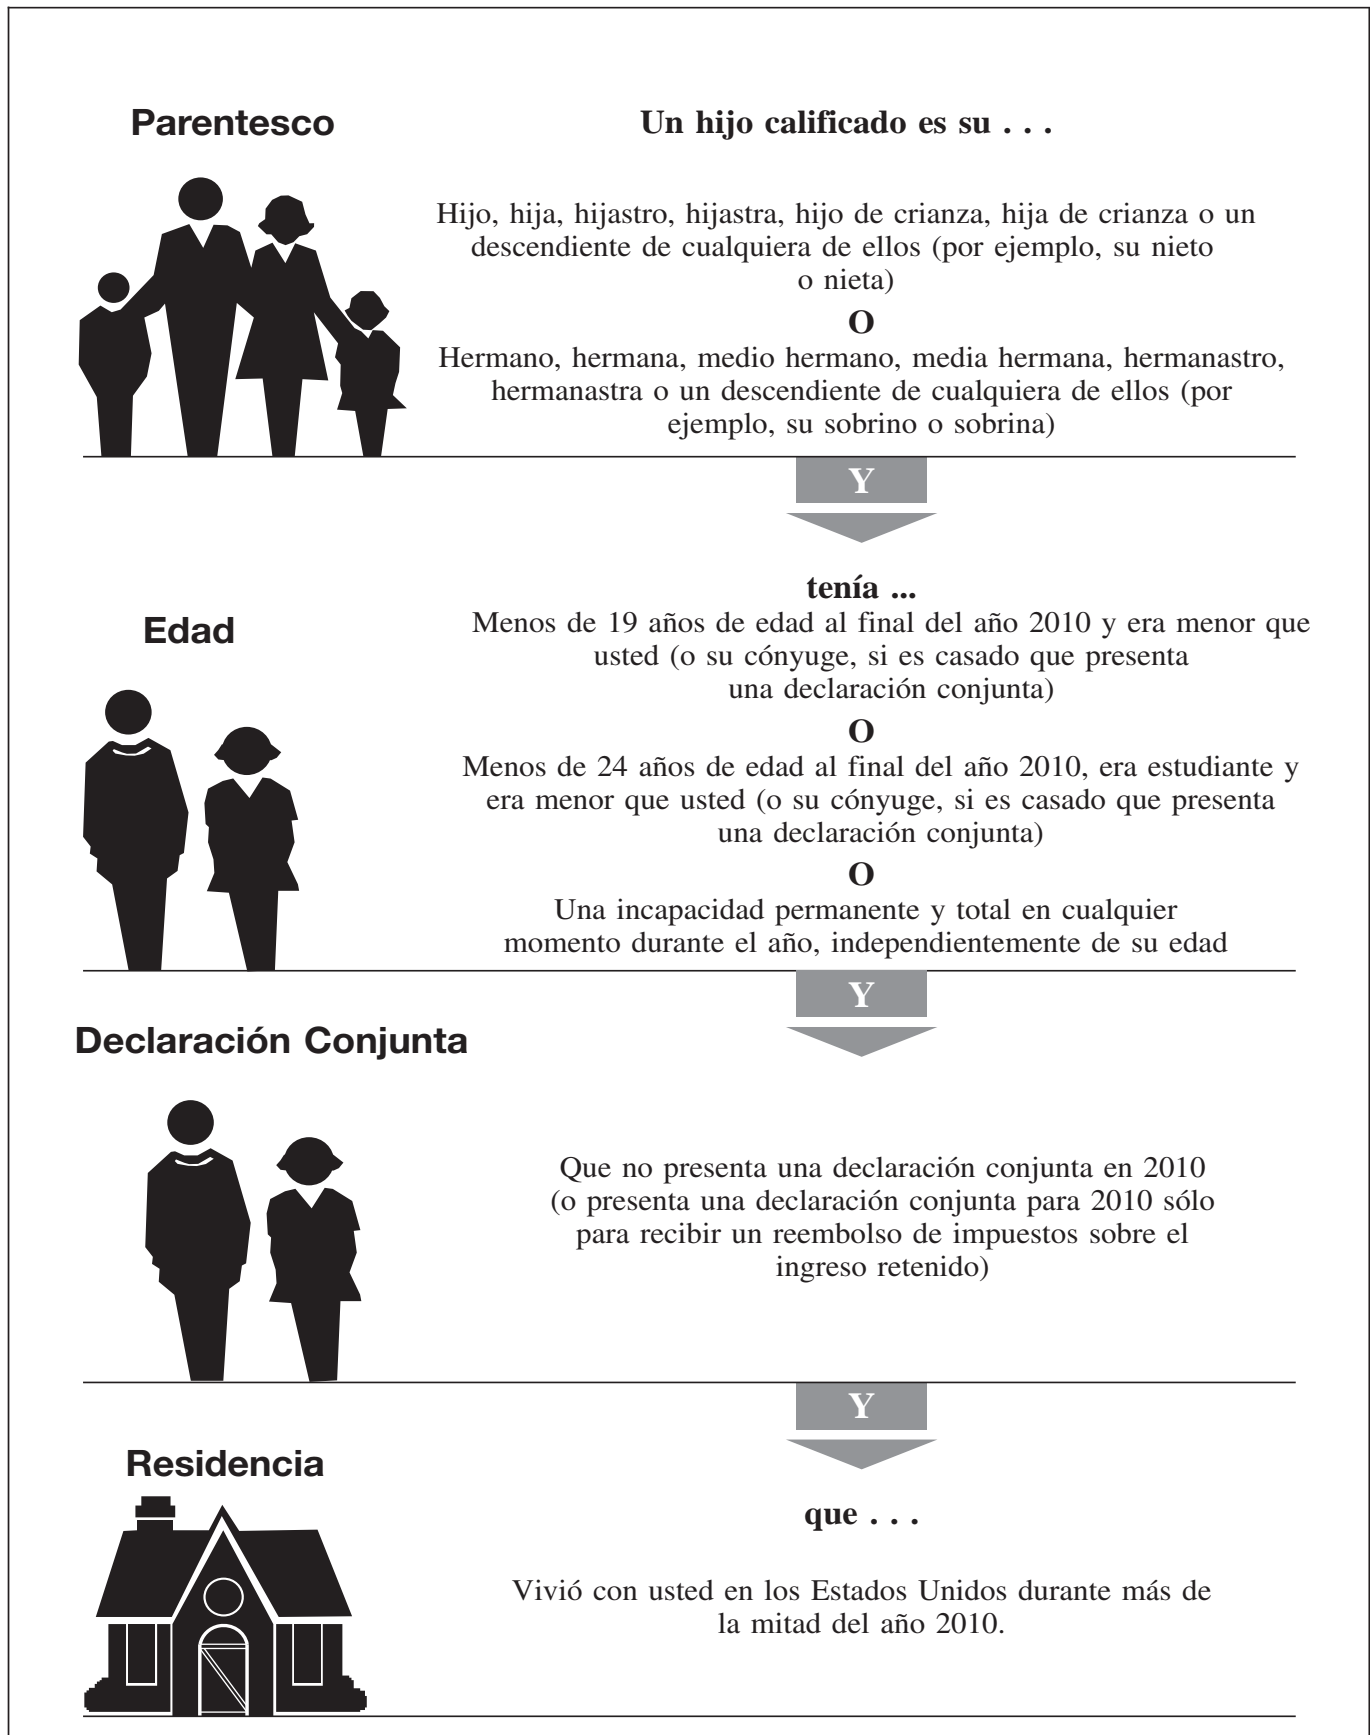 Parentesco
Un hijo calificado es su . . .
Hijo, hija, hijastro, hijastra, hijo de crianza, hija de crianza o un
descendiente de cualquiera de ellos (por ejemplo, su nieto
o nieta)
O
Hermano, hermana, medio hermano, media hermana, hermanastro,
hermanastra o un descendiente de cualquiera de ellos (por
ejemplo, su sobrino o sobrina)
Y
Edad
tenía ...
Menos de 19 años de edad al final del año 2010 y era menor que
usted (o su cónyuge, si es casado que presenta
una declaración conjunta)
O
Menos de 24 años de edad al final del año 2010, era estudiante y
era menor que usted (o su cónyuge, si es casado que presenta
una declaración conjunta)
O
Una incapacidad permanente y total en cualquier
momento durante el año, independientemente de su edad
Y
Declaración Conjunta
Que no presenta una declaración conjunta en 2010
(o presenta una declaración conjunta para 2010 sólo
para recibir un reembolso de impuestos sobre el
ingreso retenido)
Y
Residencia
que . . .
Vivió con usted en los Estados Unidos durante más de
la mitad del año 2010.